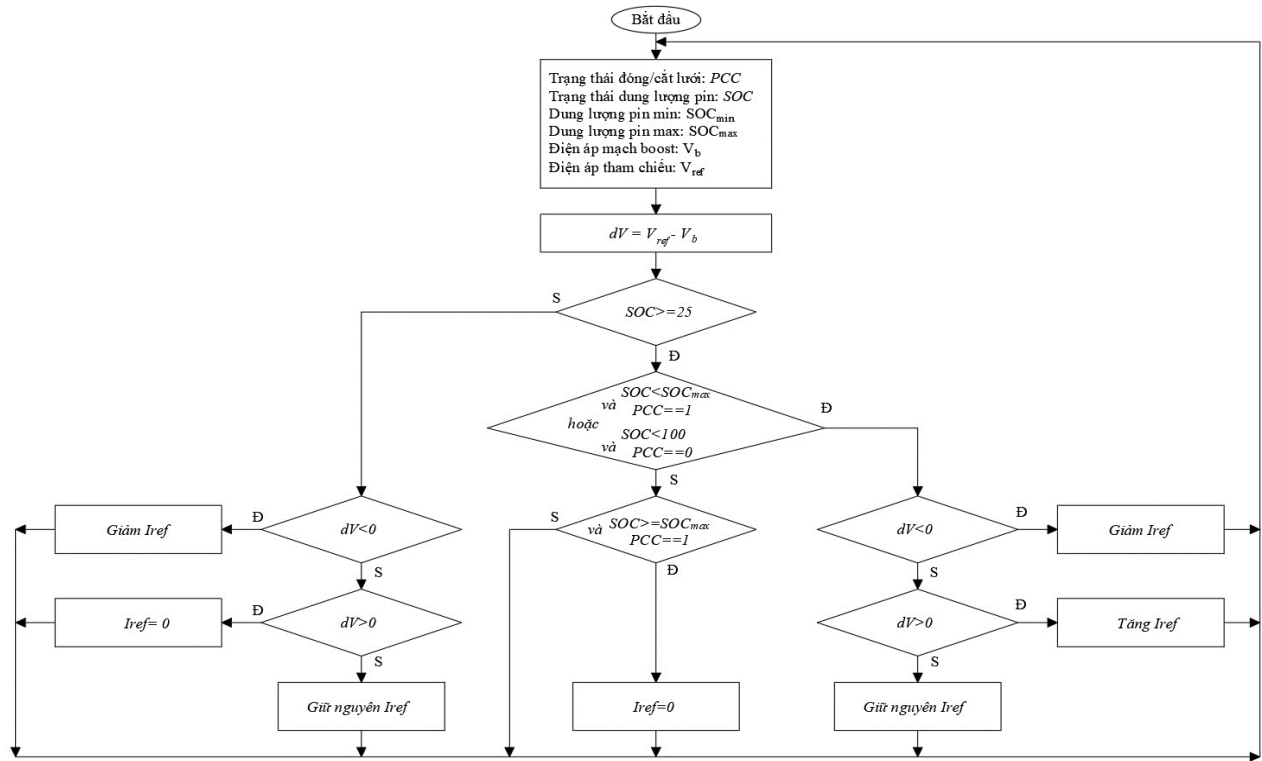 Bắt đầu
Trạng thái đóng/cắt lưới: PCC
Trạng thái dung lượng pin: SOC
Dung lượng pin min: SOCmin
Dung lượng pin max: SOCmax
Điện áp mạch boost: Vb
Điện áp tham chiếu: Vref
dV = Vref - Vb
S
SOC>=25
Đ
SOC<SOCmax
và
PCC==1
hoặc
SOC<100
và
PCC==0
Đ
S
Giảm Iref
Đ
dV<0
S
S
và SOC>=SOCmax
PCC==1
Đ
dV<0
Đ
Giảm Iref
S
Iref= 0
Đ
dV>0
S
dV>0
Đ
Tăng Iref
S
Giữ nguyên Iref
Iref=0
Giữ nguyên Iref